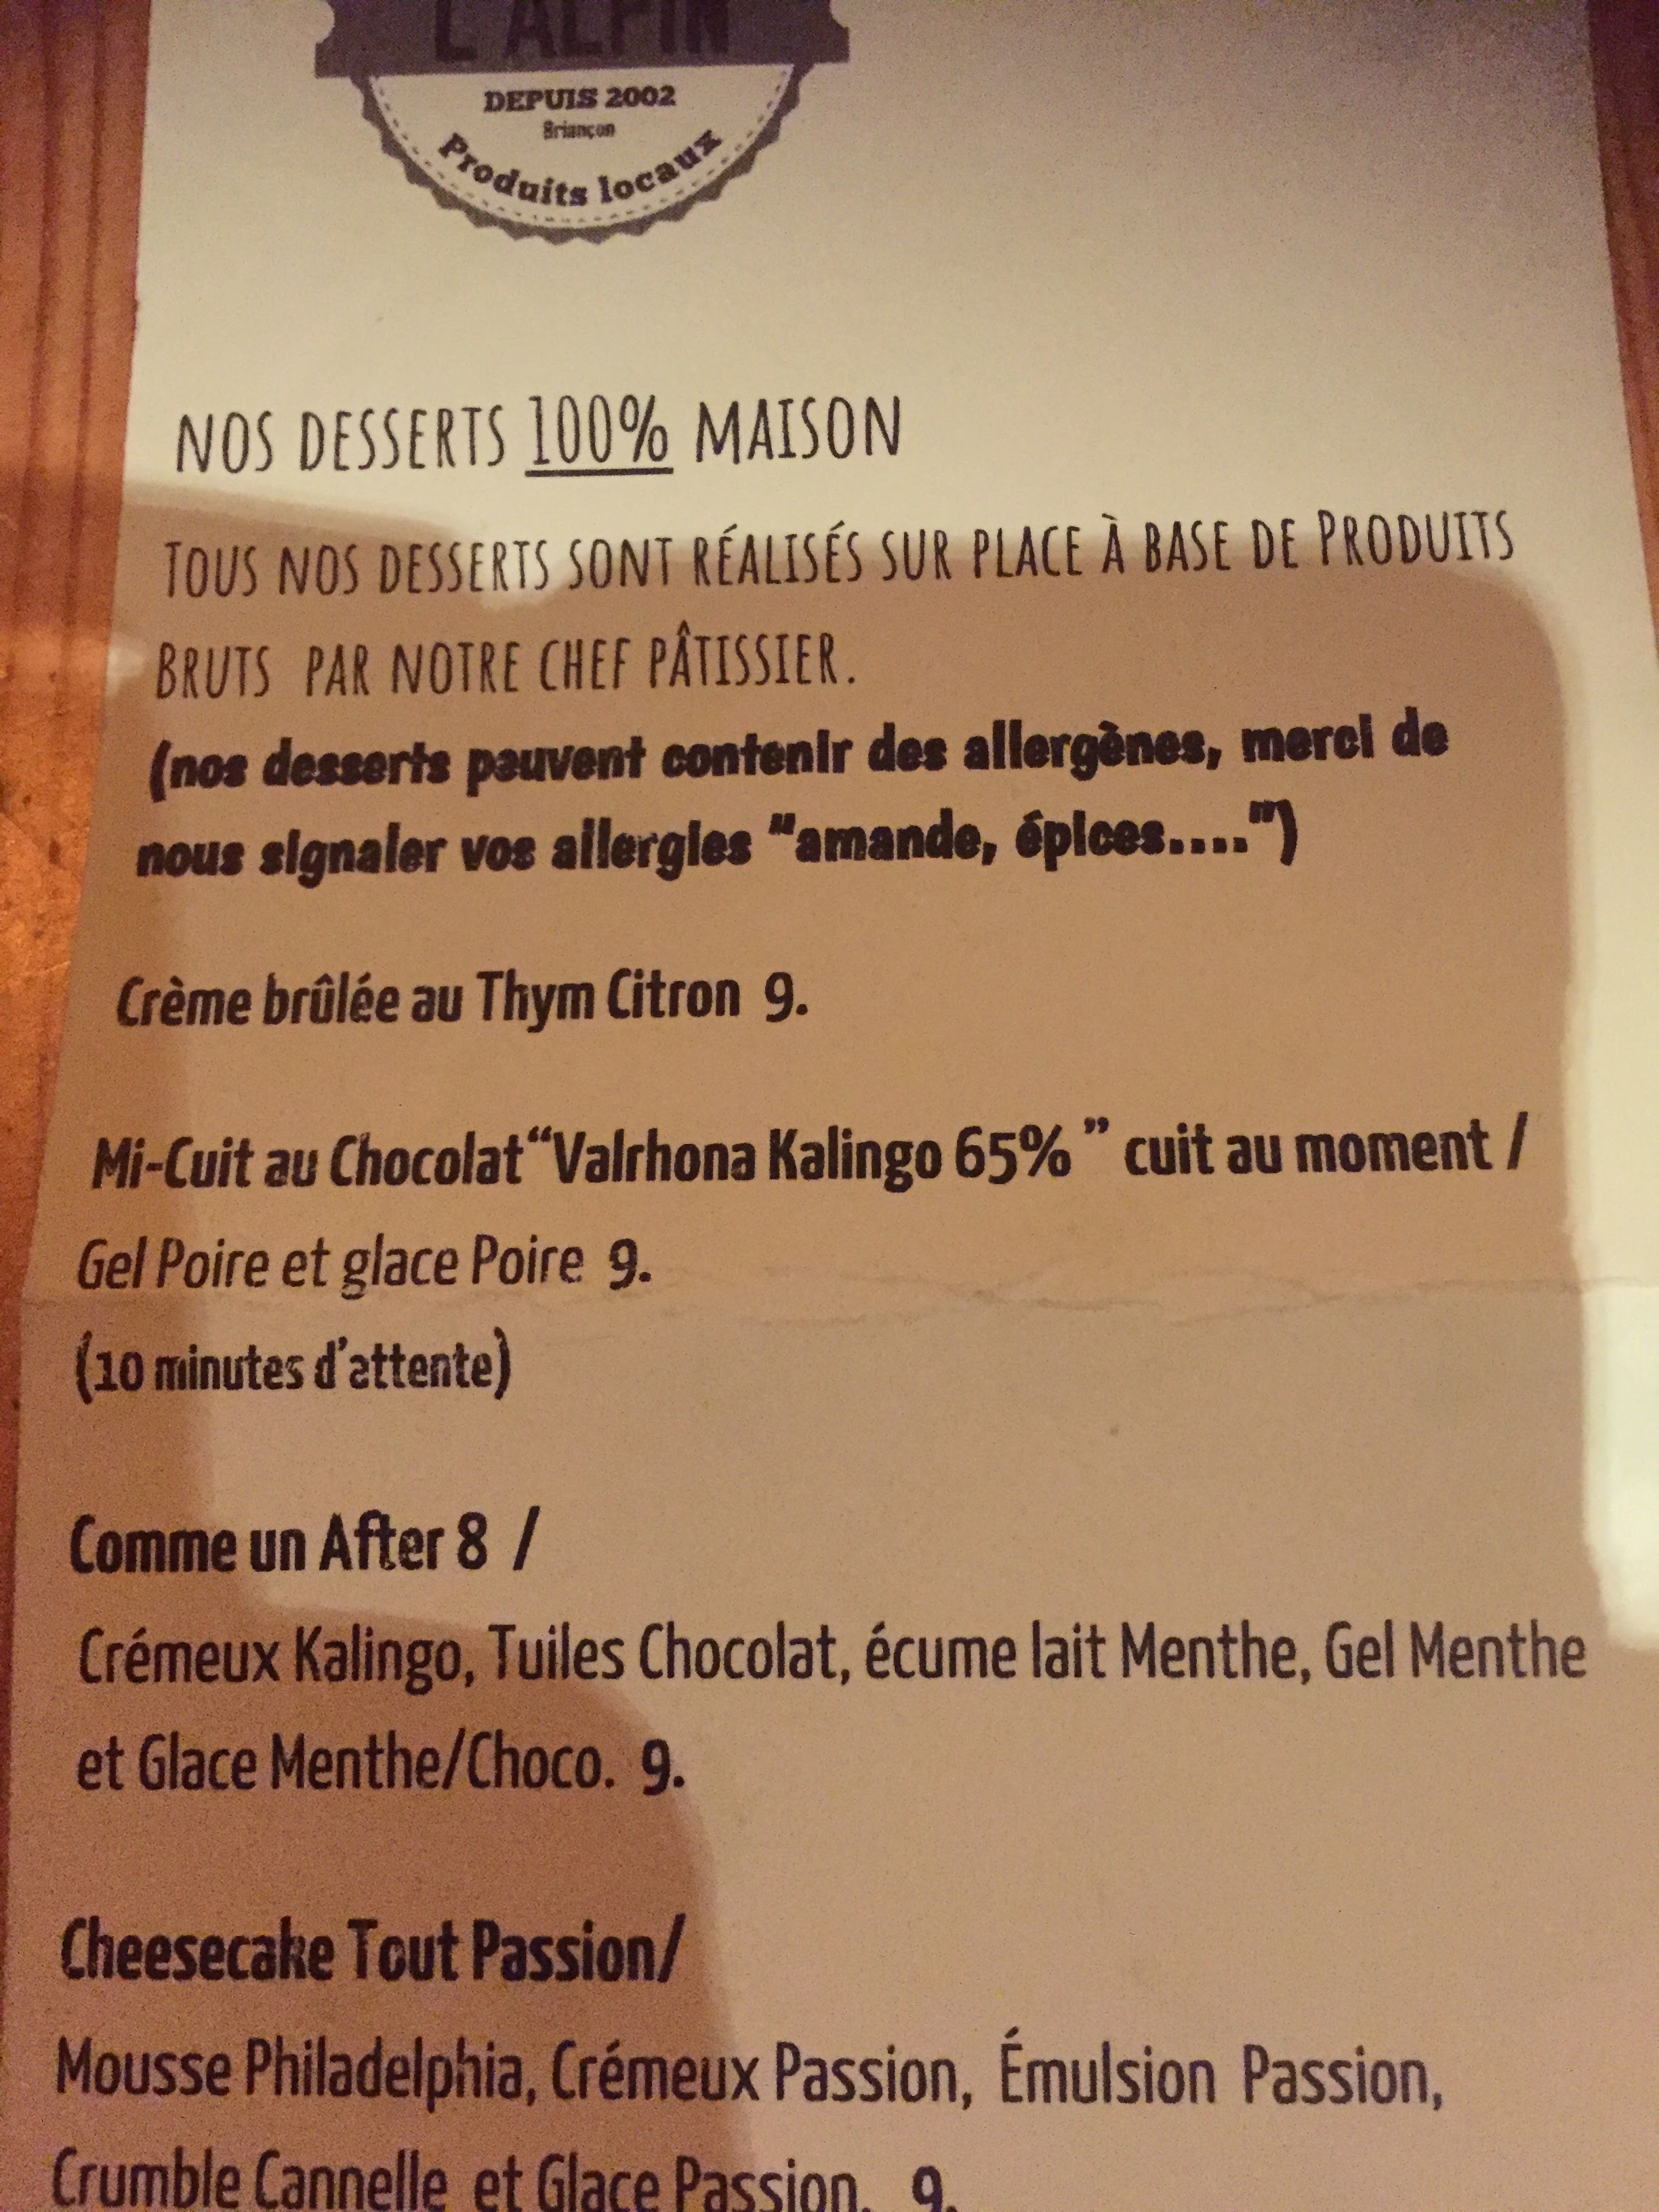 L'ALPIN
DEPUIS 2002
Briançon
Produits locaux
NOS DESSERTS 100% MAISON
TOUS NOS DESSERTS SONT RÉALISÉS SUR PLACE À BASE DE PRODUITS
BRUTS PAR NOTRE CHEF PÂTISSIER.
(nos desserts peuvent contenir des allergènes, merci de
nous signaler vos allergies "amande, épices....")
Crème brûlée au Thym Citron 9.
Mi-Cuit au Chocolat “Valrhona Kalingo 65% ” cuit au moment /
Gel Poire et glace Poire 9.
(10 minutes d'attente)
Comme un After 8 /
Crémeux Kalingo, Tuiles Chocolat, écume lait Menthe, Gel Menthe
et Glace Menthe/Choco. 9.
Cheesecake Tout Passion/
Mousse Philadelphia, Crémeux Passion, Émulsion Passion,
Crumble Cannelle et Glace Passion. 9.